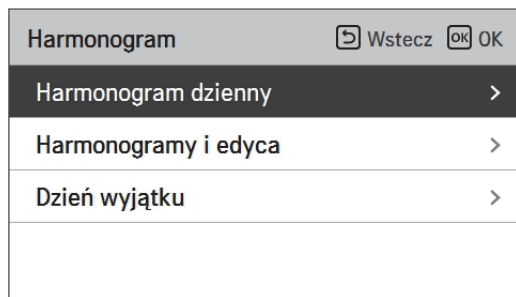 Harmonogram Wstecz OK OK
Harmonogram dzienny
Harmonogramy i edyca
Dzień wyjątku